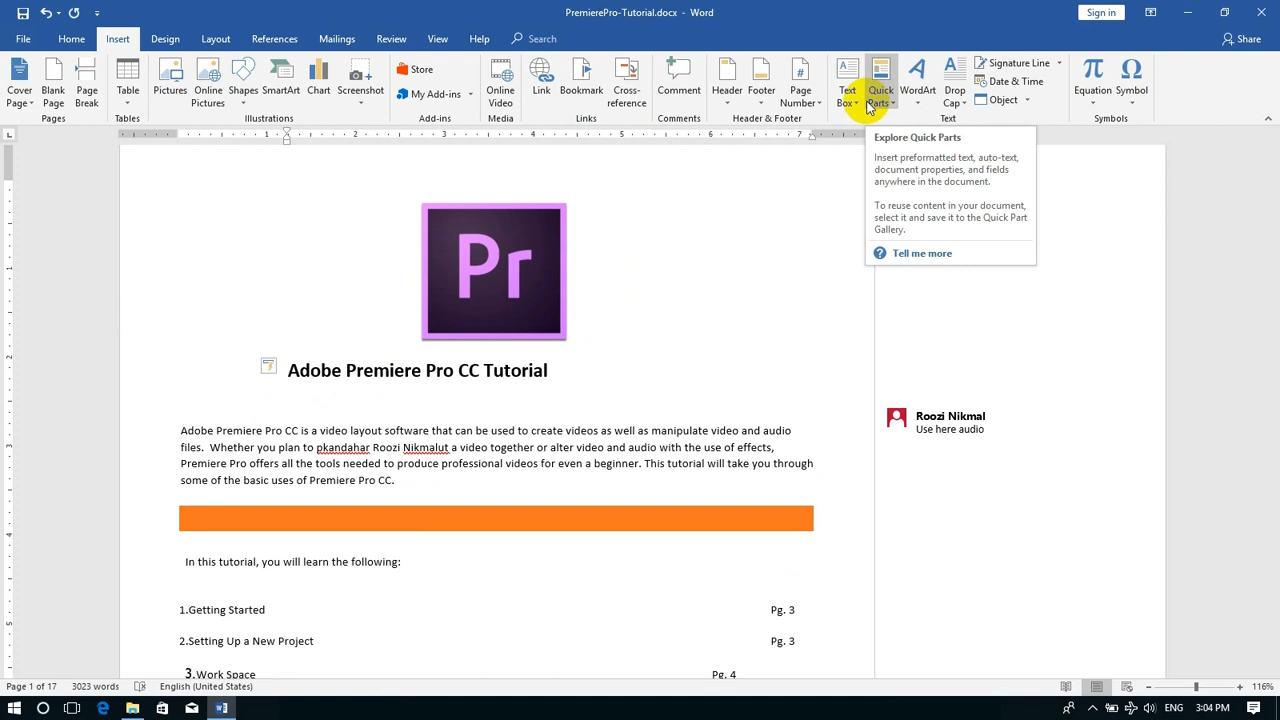 PremierePro-Tutorial.docx - Word
Sign in
File Home Insert Design Layout References Mailings Review View Help Search Share
Cover Page
Blank Page
Page Break
Table
Pictures
Online Pictures
Shapes
SmartArt
Chart
Screenshot
Store
My Add-ins
Online Video
Link
Bookmark
Cross-reference
Comment
Header
Footer
Page Number
Text Box
Quick Parts
WordArt
Drop Cap
Signature Line
Date & Time
Object
Equation
Symbol
Pages Tables Illustrations Add-ins Media Links Comments Header & Footer Text Symbols
Explore Quick Parts
Insert preformatted text, auto-text,
document properties, and fields
anywhere in the document.
To reuse content in your document,
select it and save it to the Quick Part
Gallery.
Tell me more
Pr
Adobe Premiere Pro CC Tutorial
Roozi Nikmal
Use here audio
Adobe Premiere Pro CC is a video layout software that can be used to create videos as well as manipulate video and audio
files. Whether you plan to pkandahar Roozi Nikmalut a video together or alter video and audio with the use of effects,
Premiere Pro offers all the tools needed to produce professional videos for even a beginner. This tutorial will take you through
some of the basic uses of Premiere Pro CC.
In this tutorial, you will learn the following:
1.Getting Started Pg. 3
2.Setting Up a New Project Pg. 3
3.Work Space Pg. 4
Page 1 of 17 3023 words English (United States) 116%
ENG 3:04 PM